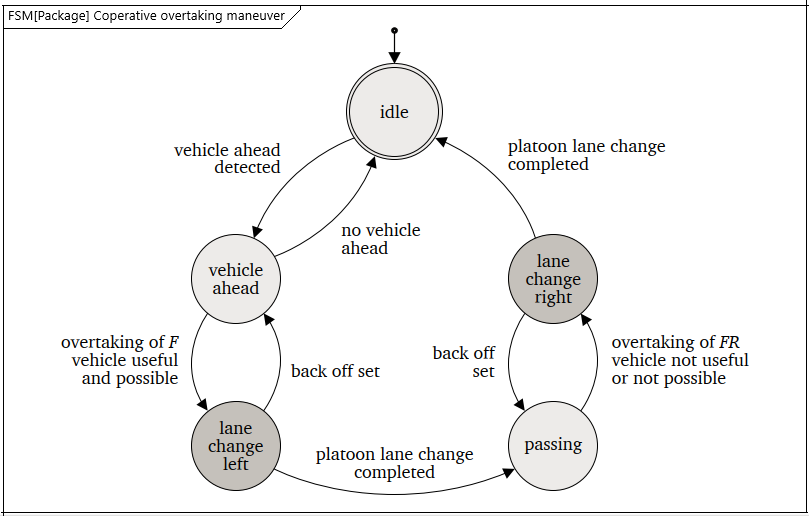 FSM[Package] Coperative overtaking maneuver
idle
vehicle ahead
detected
platoon lane change
completed
no vehicle
ahead
vehicle
ahead
lane
change
right
overtaking of F
vehicle useful
and possible
back off set
back off
set
overtaking of FR
vehicle not useful
or not possible
lane
change
left
platoon lane change
completed
passing